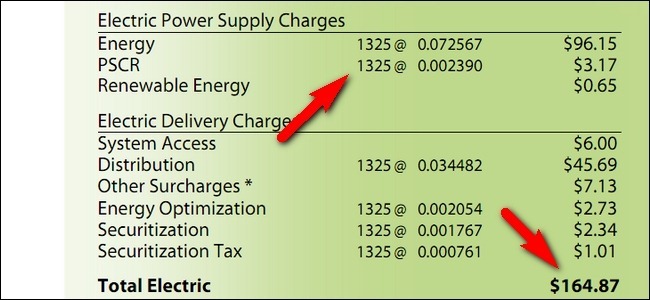 Electric Power Supply Charges
Energy 1325 @ 0.072567 $96.15
PSCR 1325 @ 0.002390 $3.17
Renewable Energy $0.65
Electric Delivery Charge
System Access $6.00
Distribution 1325 @ 0.034482 $45.69
Other Surcharges * $7.13
Energy Optimization 1325 @ 0.002054 $2.73
Securitization 1325 @ 0.001767 $2.34
Securitization Tax 1325 @ 0.000761 $1.01
Total Electric $164.87